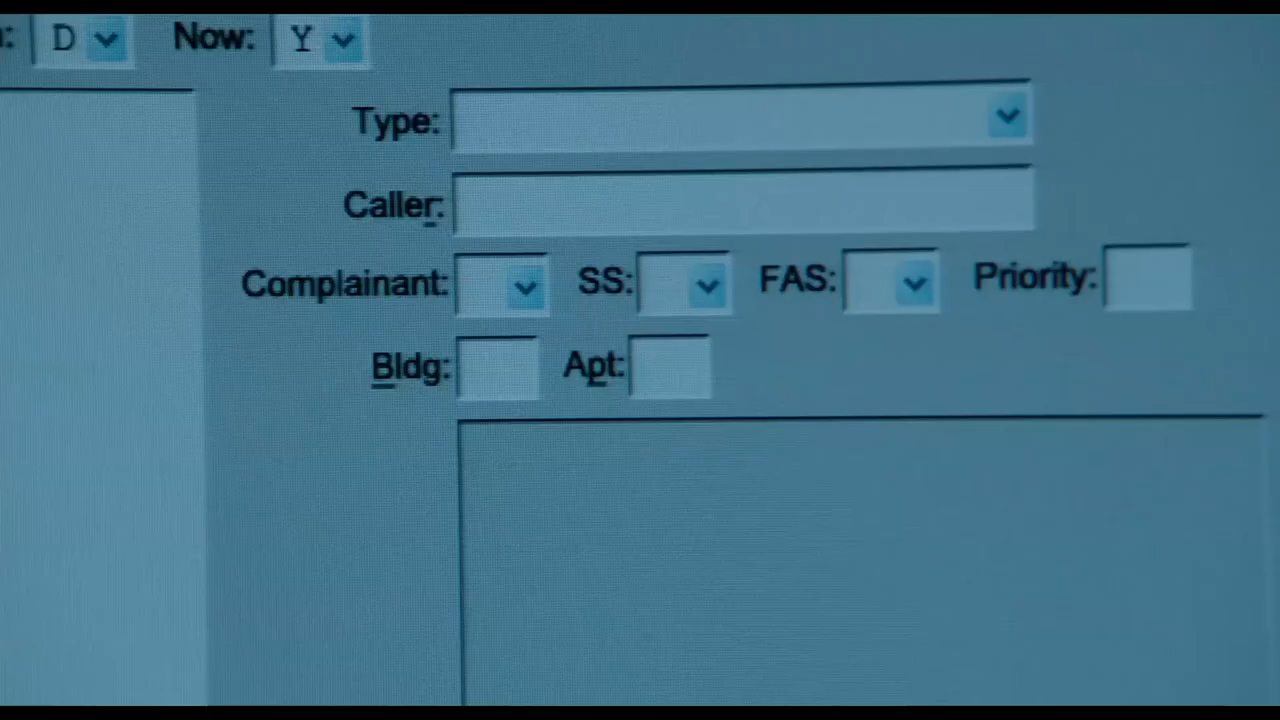 : D Now: Y
Type:
Caller:
Complainant: SS: FAS: Priority:
Bldg: Apt: